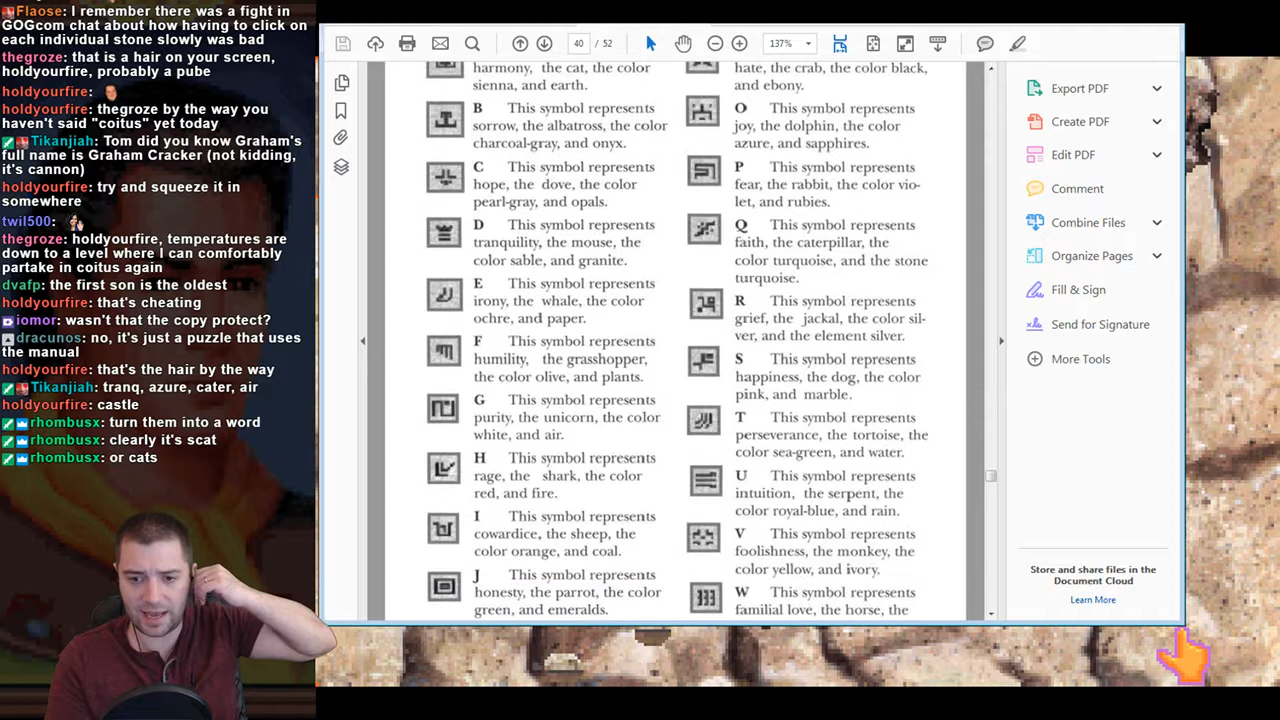 Flaose: I remember there was a fight in
GOGcom chat about how having to click on
each individual stone slowly was bad
thegroze: that is a hair on your screen,
holdyourfire, probably a pube
holdyourfire:
holdyourfire: thegroze by the way you
haven't said "coitus" yet today
Tikanjiah: Tom did you know Graham's
full name is Graham Cracker (not kidding,
it's cannon)
holdyourfire: try and squeeze it in
somewhere
twil500:
thegroze: holdyourfire, temperatures are
down to a level where I can comfortably
partake in coitus again
dvafp: the first son is the oldest
holdyourfire: that's cheating
iomor: wasn't that the copy protect?
dracunos: no, it's just a puzzle that uses
the manual
holdyourfire: that's the hair by the way
Tikanjiah: tranq, azure, cater, air
holdyourfire: castle
rhombusx: turn them into a word
rhombusx: clearly it's scat
rhombusx: or cats
40 / 52
137%
harmony, the cat, the color
sienna, and earth.
B This symbol represents
sorrow, the albatross, the color
charcoal-gray, and onyx.
C This symbol represents
hope, the dove, the color
pearl-gray, and opals.
D This symbol represents
tranquility, the mouse, the
color sable, and granite.
E This symbol represents
irony, the whale, the color
ochre, and paper.
F This symbol represents
humility, the grasshopper,
the color olive, and plants.
G This symbol represents
purity, the unicorn, the color
white, and air.
H This symbol represents
rage, the shark, the color
red, and fire.
I This symbol represents
cowardice, the sheep, the
color orange, and coal.
J This symbol represents
honesty, the parrot, the color
green, and emeralds.
hate, the crab, the color black,
and ebony.
O This symbol represents
joy, the dolphin, the color
azure, and sapphires.
P This symbol represents
fear, the rabbit, the color vio-
let, and rubies.
Q This symbol represents
faith, the caterpillar, the
color turquoise, and the stone
turquoise.
R This symbol represents
grief, the jackal, the color sil-
ver, and the element silver.
S This symbol represents
happiness, the dog, the color
pink, and marble.
T This symbol represents
perseverance, the tortoise, the
color sea-green, and water.
U This symbol represents
intuition, the serpent, the
color royal-blue, and rain.
V This symbol represents
foolishness, the monkey, the
color yellow, and ivory.
W This symbol represents
familial love, the horse, the
Export PDF
Create PDF
Edit PDF
Comment
Combine Files
Organize Pages
Fill & Sign
Send for Signature
More Tools
Store and share files in the
Document Cloud
Learn More